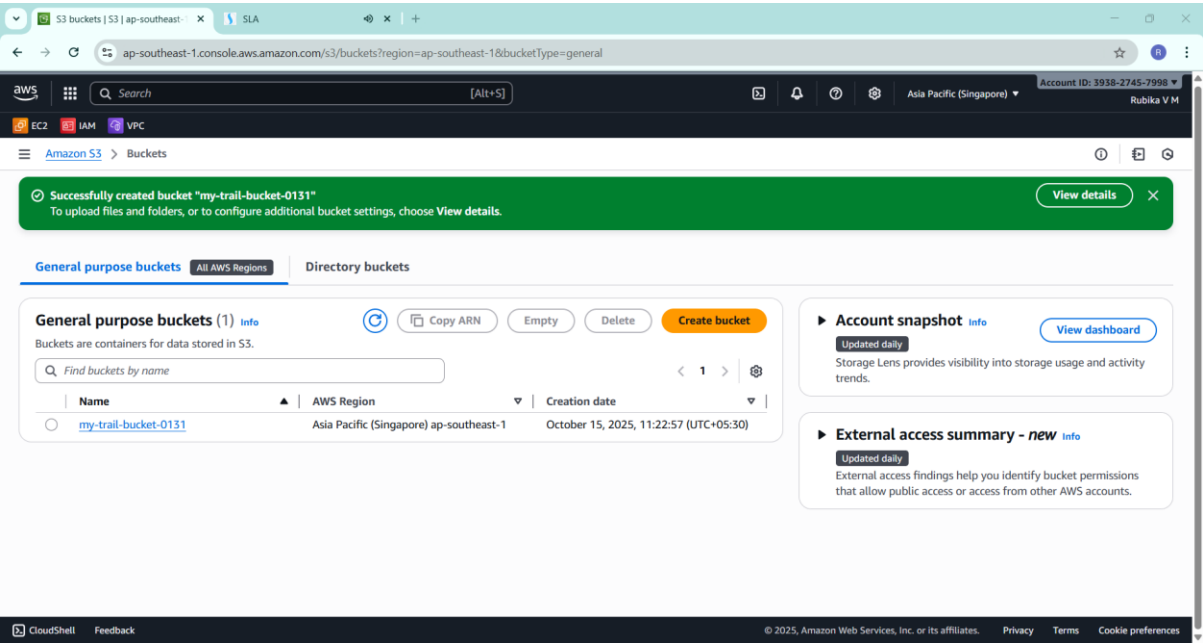 S3 buckets | S3 | ap-southeast-1
SLA
ap-southeast-1.console.aws.amazon.com/s3/buckets?region=ap-southeast-1&bucketType=general
R
aws
Search
[Alt+S]
Asia Pacific (Singapore) ▼
Account ID: 3938-2745-7998 ▼
Rubika V M
EC2
IAM
VPC
Amazon S3 > Buckets
Successfully created bucket "my-trail-bucket-0131"
To upload files and folders, or to configure additional bucket settings, choose View details.
View details
General purpose buckets All AWS Regions
Directory buckets
General purpose buckets (1) Info
Copy ARN
Empty
Delete
Create bucket
Buckets are containers for data stored in S3.
Find buckets by name
< 1 >
Name
AWS Region
Creation date
my-trail-bucket-0131
Asia Pacific (Singapore) ap-southeast-1
October 15, 2025, 11:22:57 (UTC+05:30)
Account snapshot Info
View dashboard
Updated daily
Storage Lens provides visibility into storage usage and activity
trends.
External access summary - new Info
Updated daily
External access findings help you identify bucket permissions
that allow public access or access from other AWS accounts.
CloudShell
Feedback
© 2025, Amazon Web Services, Inc. or its affiliates.
Privacy
Terms
Cookie preferences